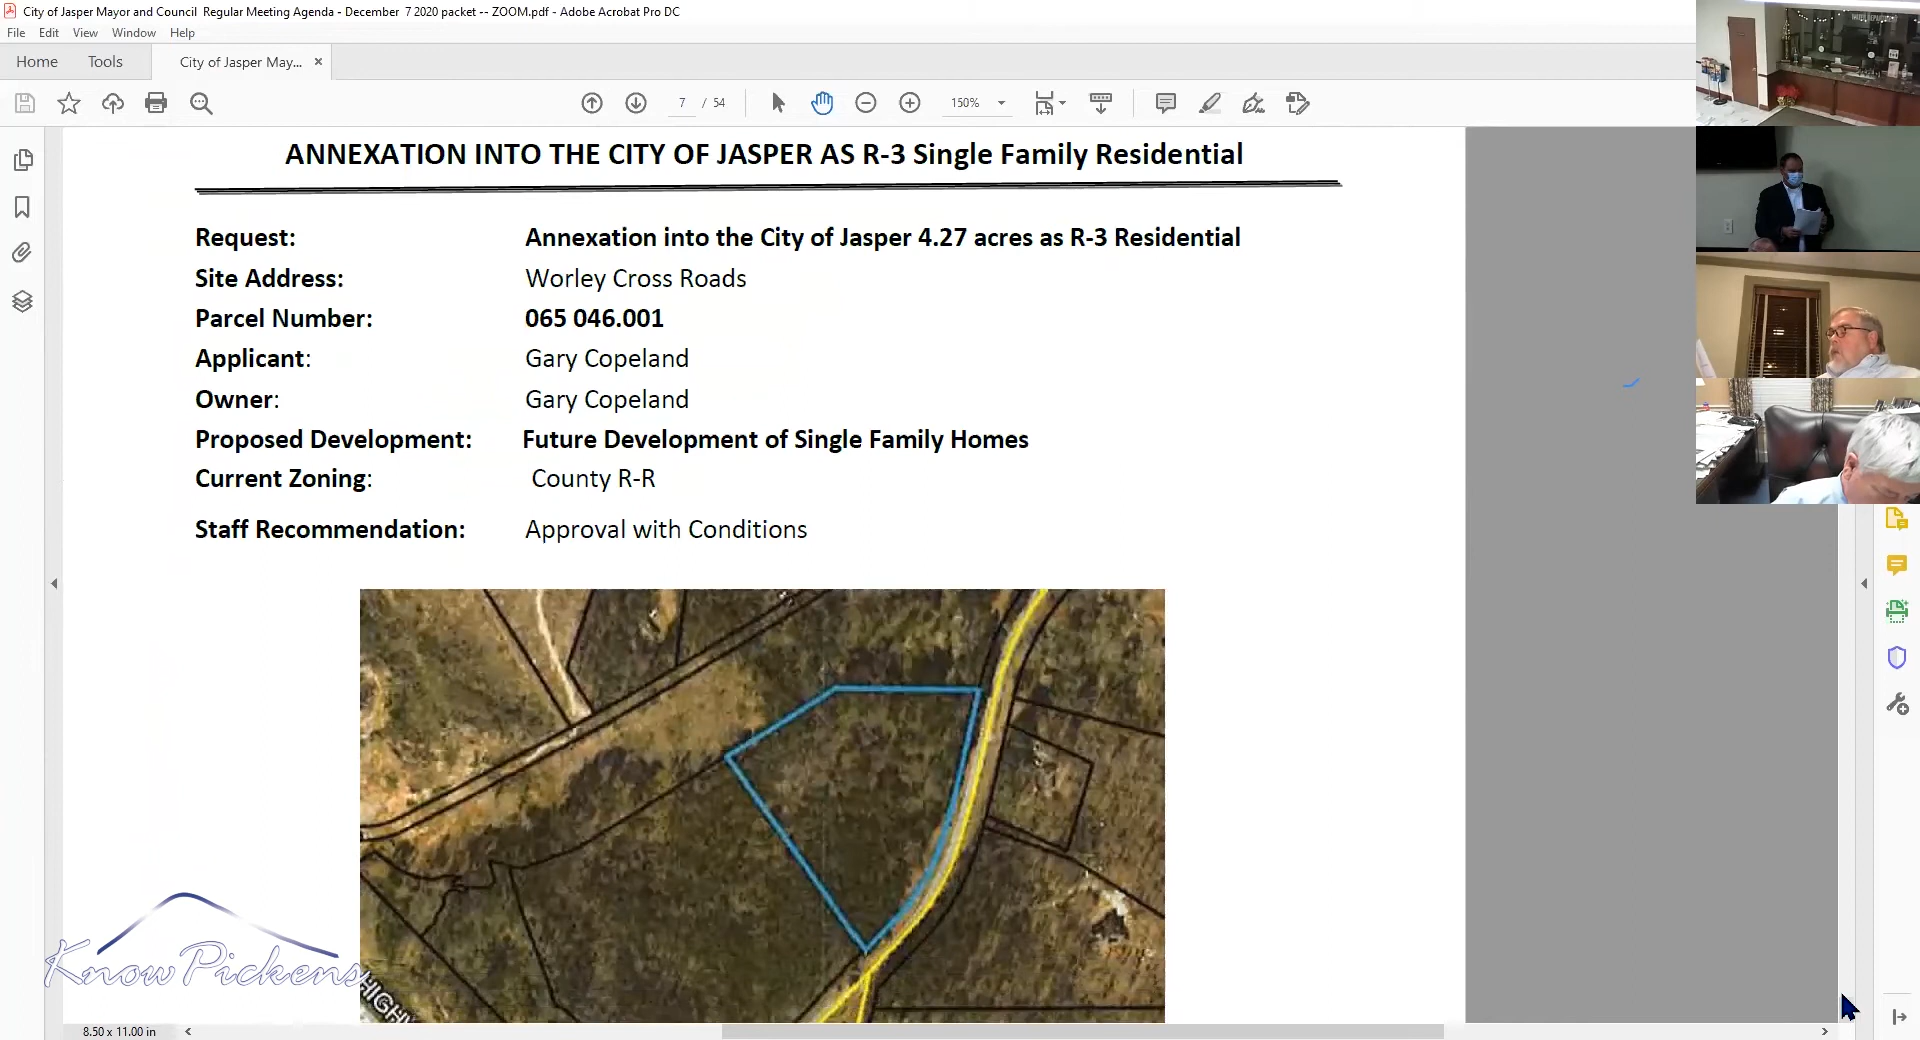 City of Jasper Mayor and Council Regular Meeting Agenda - December 7 2020 packet -- ZOOM.pdf - Adobe Acrobat Pro DC
File Edit View Window Help
Home Tools City of Jasper May... ×
7 / 54 150%
ANNEXATION INTO THE CITY OF JASPER AS R-3 Single Family Residential
Request: Annexation into the City of Jasper 4.27 acres as R-3 Residential
Site Address: Worley Cross Roads
Parcel Number: 065 046.001
Applicant: Gary Copeland
Owner: Gary Copeland
Proposed Development: Future Development of Single Family Homes
Current Zoning: County R-R
Staff Recommendation: Approval with Conditions
KnowPickens
8.50 x 11.00 in